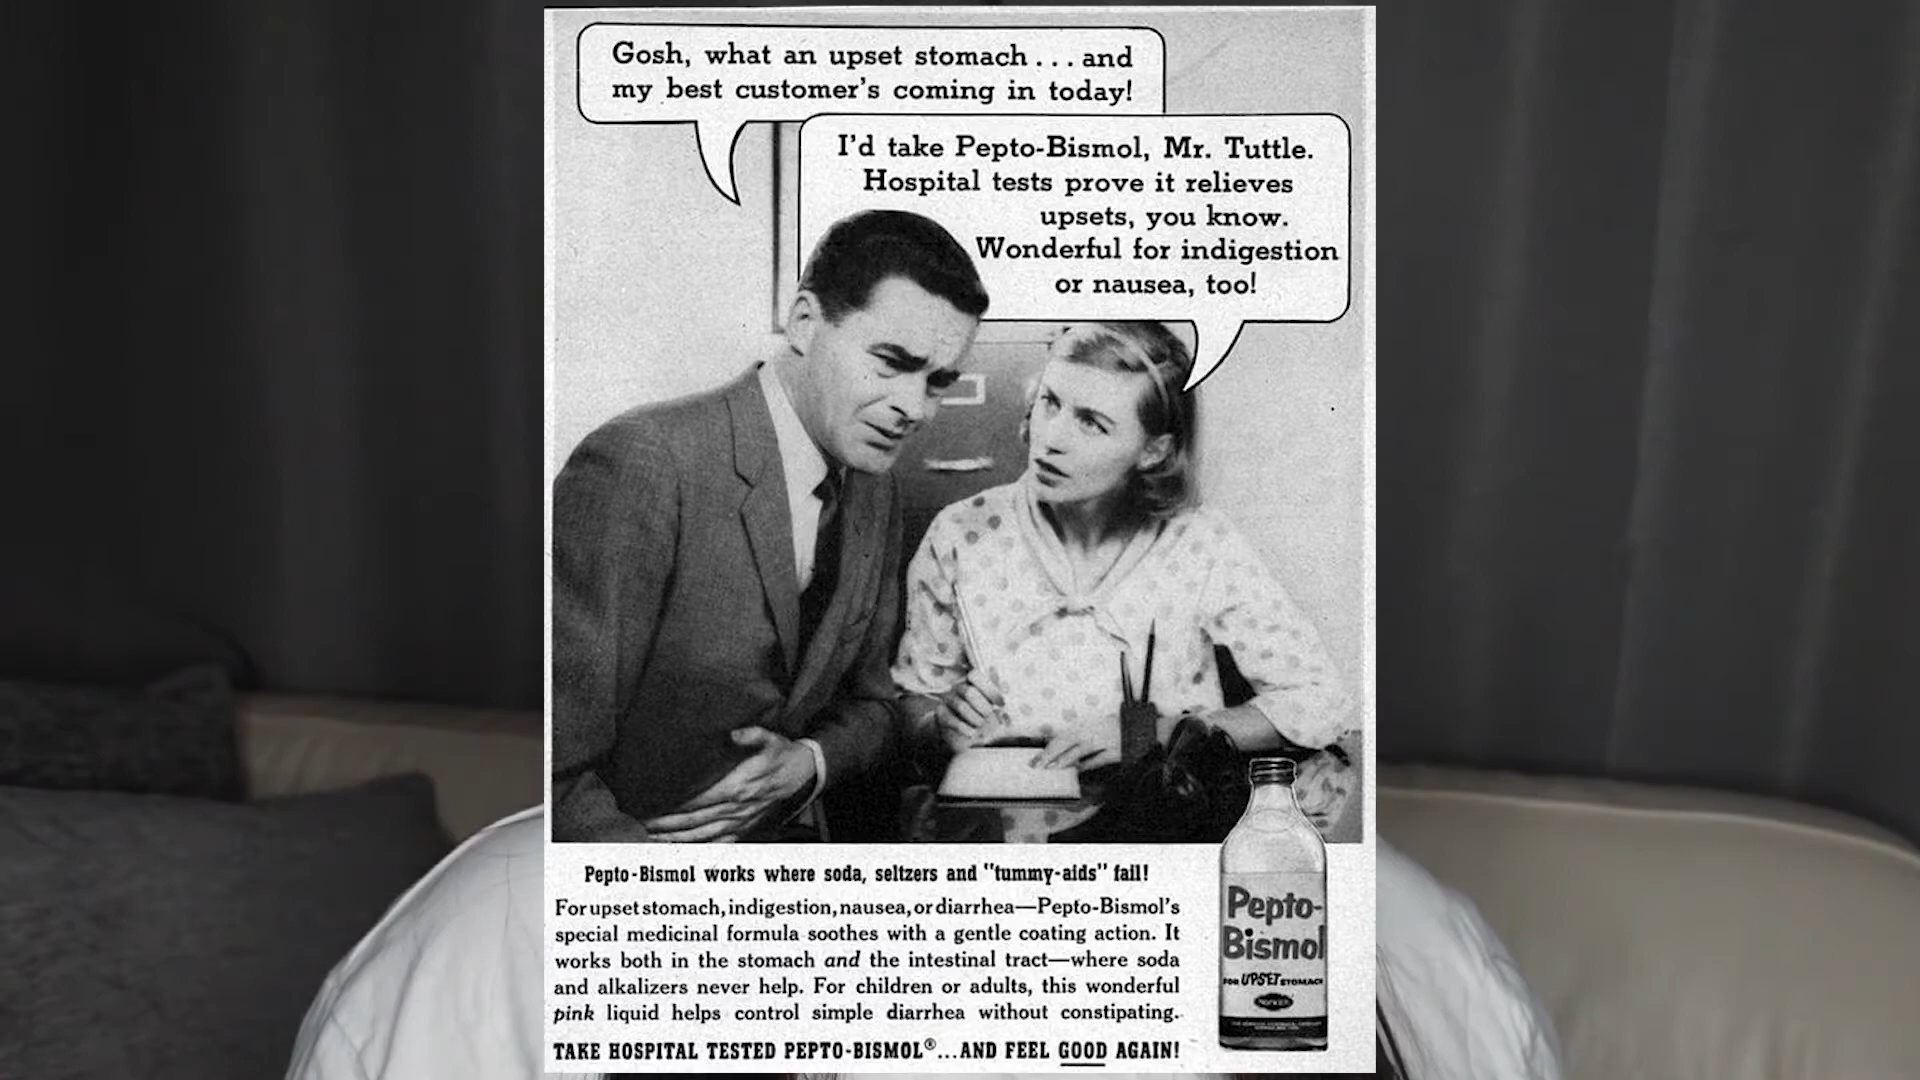 Gosh, what an upset stomach...and
my best customer's coming in today!
I'd take Pepto-Bismol, Mr. Tuttle.
Hospital tests prove it relieves
upsets, you know.
Wonderful for indigestion
or nausea, too!
Pepto-Bismol works where soda, seltzers and "tummy-aids" fail!
For upset stomach, indigestion, nausea, or diarrhea—Pepto-Bismol's
special medicinal formula soothes with a gentle coating action. It
works both in the stomach and the intestinal tract—where soda
and alkalizers never help. For children or adults, this wonderful
pink liquid helps control simple diarrhea without constipating.
TAKE HOSPITAL TESTED PEPTO-BISMOL®...AND FEEL GOOD AGAIN!
Pepto-
Bismol
FOR UPSET STOMACH